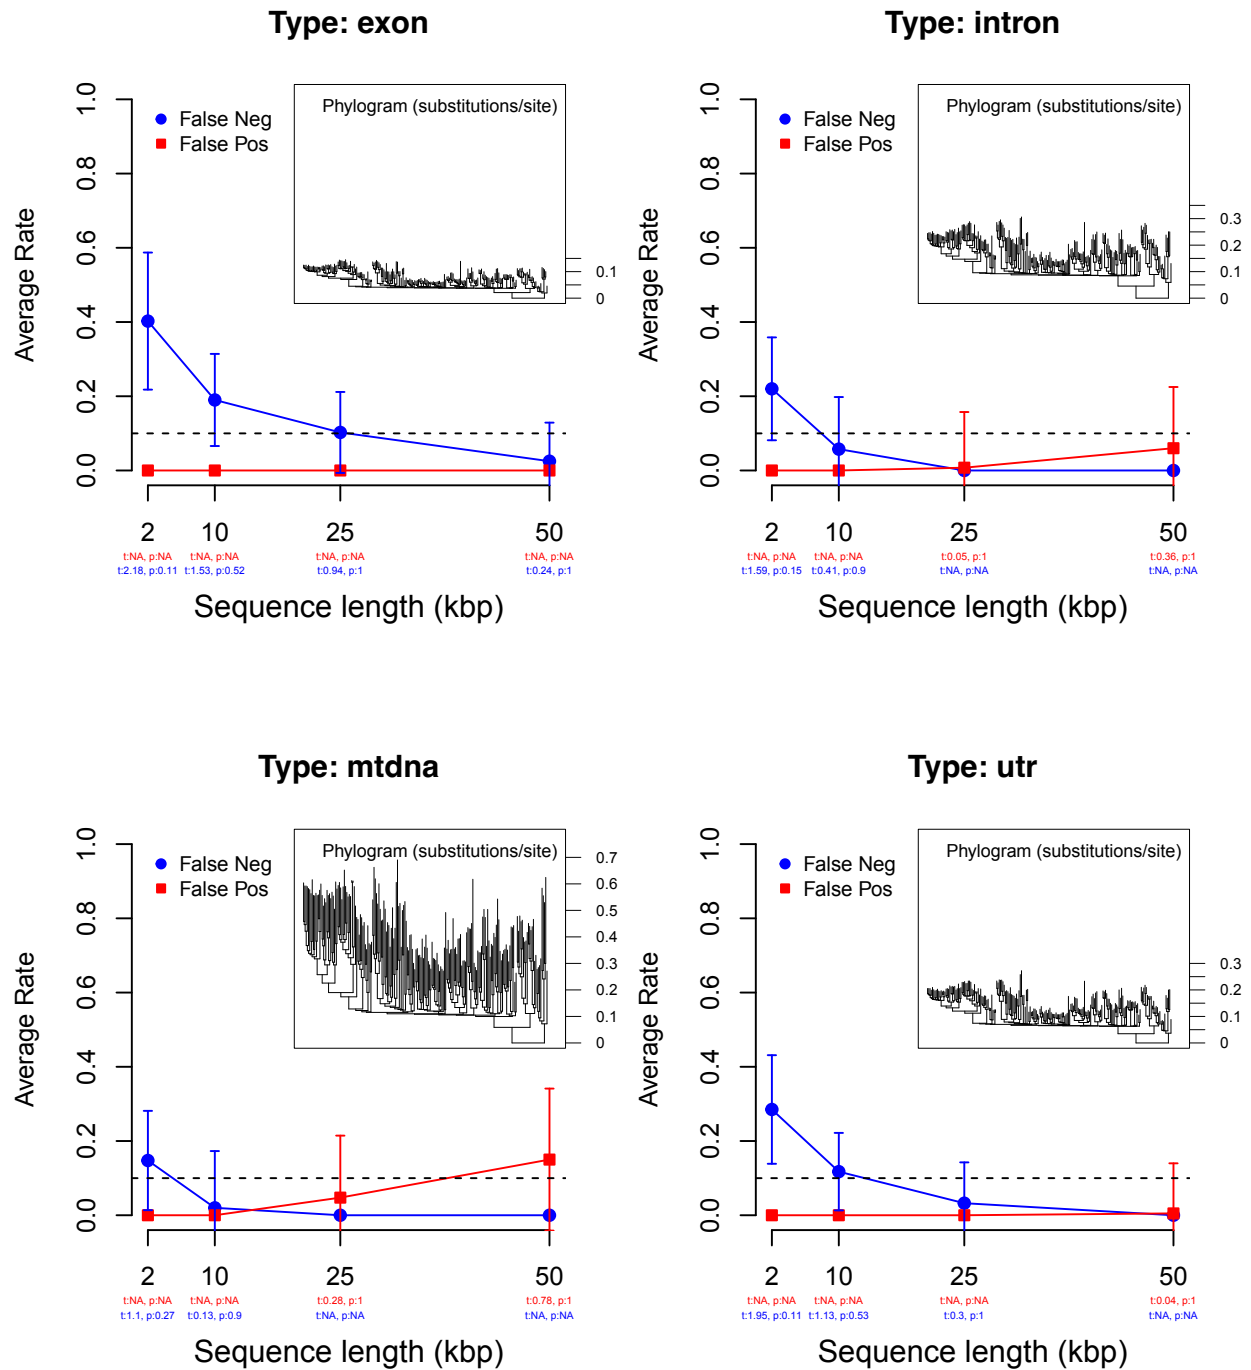 Type: exon
Phylogram (substitutions/site)
False Neg
False Pos
Average Rate
1.0
0.8
0.6
0.4
0.2
0.0
0.1
0
2 10 25 50
t:NA, p:NA t:NA, p:NA t:NA, p:NA t:NA, p:NA
t:2.18, p:0.11 t:1.53, p:0.52 t:0.94, p:1 t:0.24, p:1
Sequence length (kbp)
Type: intron
Phylogram (substitutions/site)
False Neg
False Pos
Average Rate
1.0
0.8
0.6
0.4
0.2
0.0
0.3
0.2
0.1
0
2 10 25 50
t:NA, p:NA t:NA, p:NA t:0.05, p:1 t:0.36, p:1
t:1.59, p:0.15 t:0.41, p:0.9 t:NA, p:NA t:NA, p:NA
Sequence length (kbp)
Type: mtdna
Phylogram (substitutions/site)
False Neg
False Pos
Average Rate
1.0
0.8
0.6
0.4
0.2
0.0
0.7
0.6
0.5
0.4
0.3
0.2
0.1
0
2 10 25 50
t:NA, p:NA t:NA, p:NA t:0.28, p:1 t:0.78, p:1
t:1.1, p:0.27 t:0.13, p:0.9 t:NA, p:NA t:NA, p:NA
Sequence length (kbp)
Type: utr
Phylogram (substitutions/site)
False Neg
False Pos
Average Rate
1.0
0.8
0.6
0.4
0.2
0.0
0.3
0.2
0.1
0
2 10 25 50
t:NA, p:NA t:NA, p:NA t:NA, p:NA t:0.04, p:1
t:1.95, p:0.11 t:1.13, p:0.53 t:0.3, p:1 t:NA, p:NA
Sequence length (kbp)